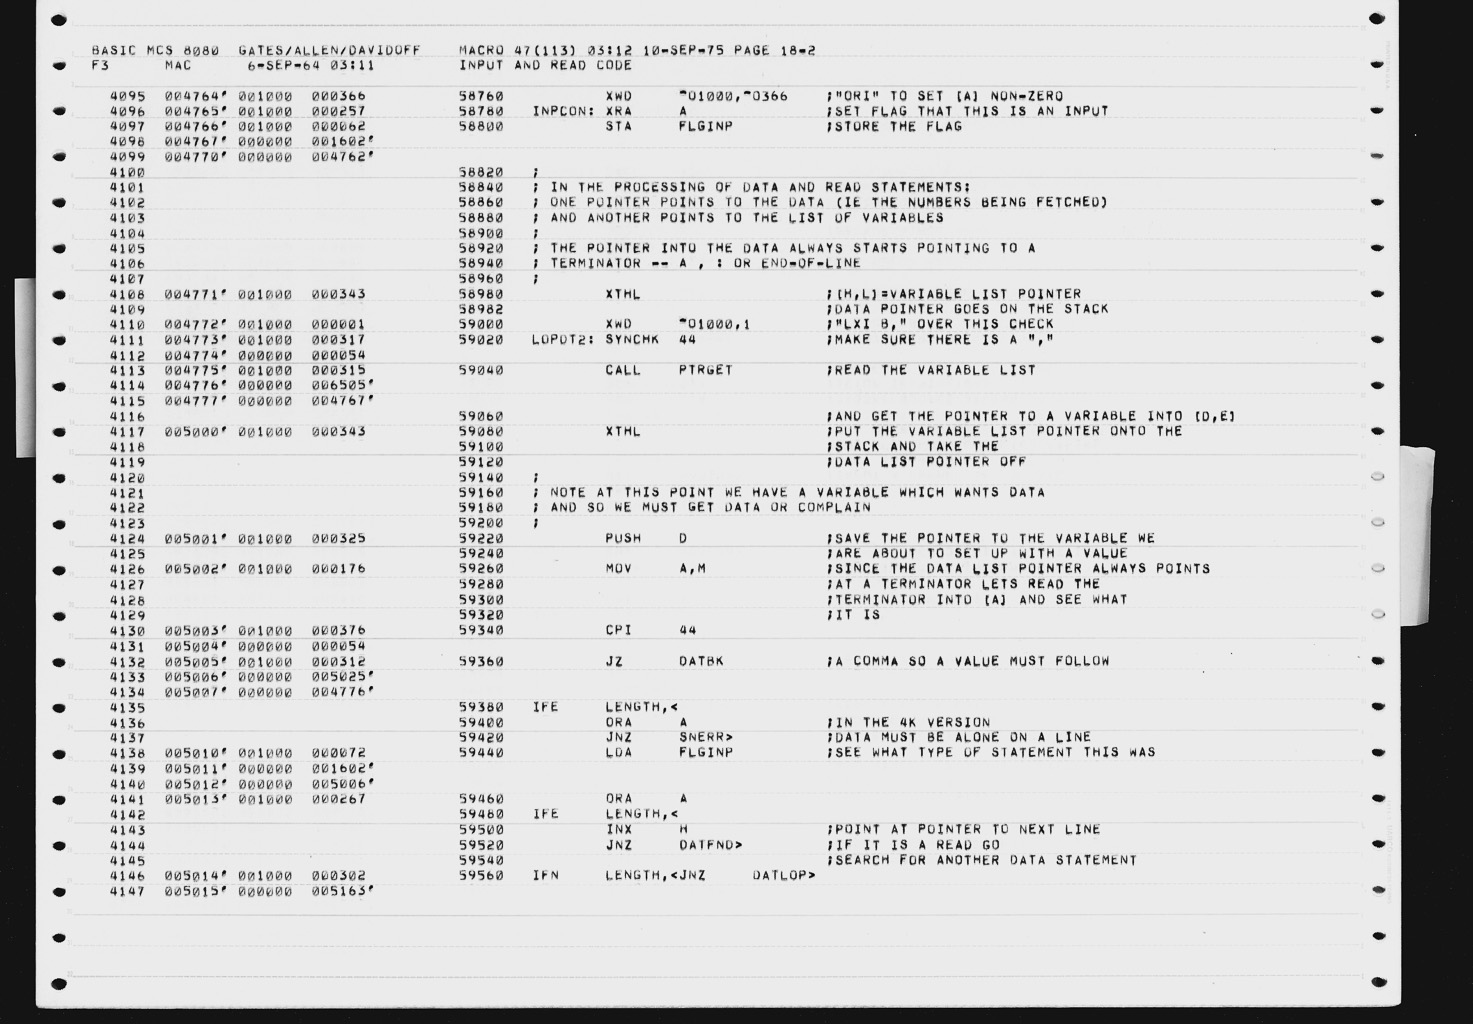 BASIC MCS 8080  GATES/ALLEN/DAVIDOFF    MACRO 47(113) 03:12 10-SEP-75 PAGE 18-2
F3      MAC      6-SEP-64 03:11         INPUT AND READ CODE
4095  004764' 001000  000366    58760           XWD     ^O1000,^O366    ;"ORI" TO SET [A] NON-ZERO
4096  004765' 001000  000257    58780   INPCON: XRA     A               ;SET FLAG THAT THIS IS AN INPUT
4097  004766' 001000  000062    58800           STA     FLGINP          ;STORE THE FLAG
4098  004767' 000000  001602'
4099  004770' 000000  004762'
4100                            58820   ;
4101                            58840   ; IN THE PROCESSING OF DATA AND READ STATEMENTS:
4102                            58860   ; ONE POINTER POINTS TO THE DATA (IE THE NUMBERS BEING FETCHED)
4103                            58880   ; AND ANOTHER POINTS TO THE LIST OF VARIABLES
4104                            58900   ;
4105                            58920   ; THE POINTER INTO THE DATA ALWAYS STARTS POINTING TO A
4106                            58940   ; TERMINATOR -- A , : OR END-OF-LINE
4107                            58960   ;
4108  004771' 001000  000343    58980           XTHL                    ;[H,L]=VARIABLE LIST POINTER
4109                            58982                                   ;DATA POINTER GOES ON THE STACK
4110  004772' 001000  000001    59000           XWD     ^O1000,1        ;"LXI B," OVER THIS CHECK
4111  004773' 001000  000317    59020   LOPDT2: SYNCHK  44              ;MAKE SURE THERE IS A ","
4112  004774' 000000  000054
4113  004775' 001000  000315    59040           CALL    PTRGET          ;READ THE VARIABLE LIST
4114  004776' 000000  006505'
4115  004777' 000000  004767'
4116                            59060                                   ;AND GET THE POINTER TO A VARIABLE INTO [D,E]
4117  005000' 001000  000343    59080           XTHL                    ;PUT THE VARIABLE LIST POINTER ONTO THE
4118                            59100                                   ;STACK AND TAKE THE
4119                            59120                                   ;DATA LIST POINTER OFF
4120                            59140   ;
4121                            59160   ; NOTE AT THIS POINT WE HAVE A VARIABLE WHICH WANTS DATA
4122                            59180   ; AND SO WE MUST GET DATA OR COMPLAIN
4123                            59200   ;
4124  005001' 001000  000325    59220           PUSH    D               ;SAVE THE POINTER TO THE VARIABLE WE
4125                            59240                                   ;ARE ABOUT TO SET UP WITH A VALUE
4126  005002' 001000  000176    59260           MOV     A,M             ;SINCE THE DATA LIST POINTER ALWAYS POINTS
4127                            59280                                   ;AT A TERMINATOR LETS READ THE
4128                            59300                                   ;TERMINATOR INTO [A] AND SEE WHAT
4129                            59320                                   ;IT IS
4130  005003' 001000  000376    59340           CPI     44
4131  005004' 000000  000054
4132  005005' 001000  000312    59360           JZ      DATBK           ;A COMMA SO A VALUE MUST FOLLOW
4133  005006' 000000  005025'
4134  005007' 000000  004776'
4135                            59380   IFE     LENGTH,<
4136                            59400           ORA     A               ;IN THE 4K VERSION
4137                            59420           JNZ     SNERR>          ;DATA MUST BE ALONE ON A LINE
4138  005010' 001000  000072    59440           LDA     FLGINP          ;SEE WHAT TYPE OF STATEMENT THIS WAS
4139  005011' 000000  001602'
4140  005012' 000000  005006'
4141  005013' 001000  000267    59460           ORA     A
4142                            59480   IFE     LENGTH,<
4143                            59500           INX     H               ;POINT AT POINTER TO NEXT LINE
4144                            59520           JNZ     DATFND>         ;IF IT IS A READ GO
4145                            59540                                   ;SEARCH FOR ANOTHER DATA STATEMENT
4146  005014' 001000  000302    59560   IFN     LENGTH,<JNZ     DATLOP>
4147  005015' 000000  005163'